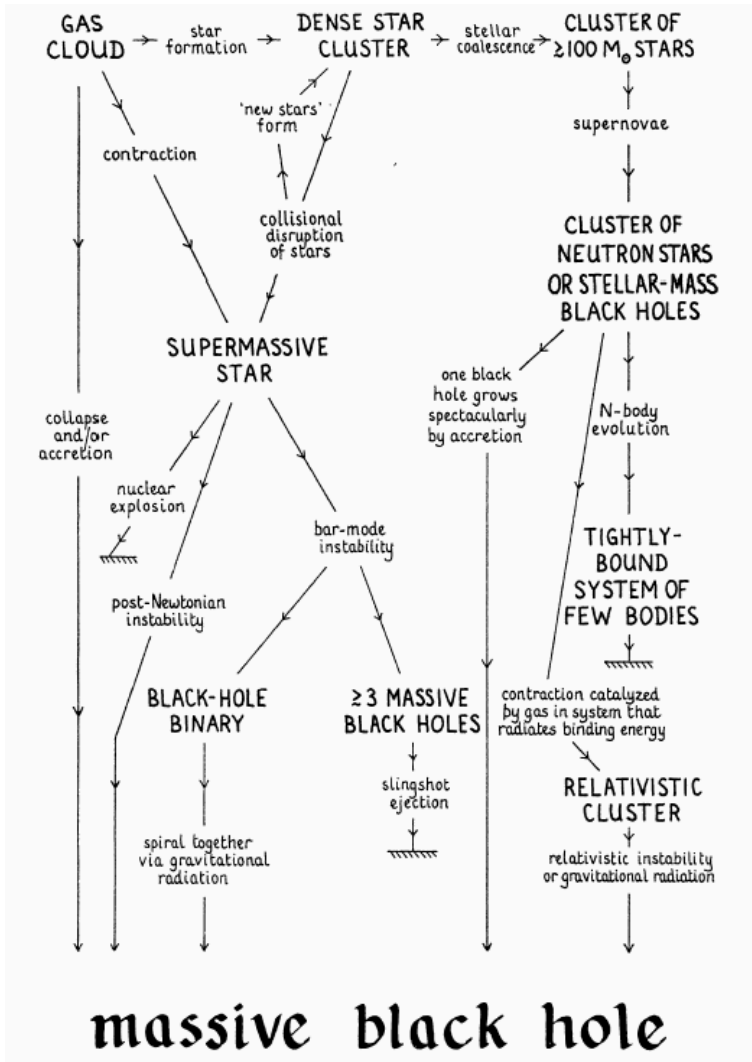 GAS
CLOUD
star
formation
DENSE STAR
CLUSTER
stellar
coalescence
CLUSTER OF
≥100 M⊙ STARS
'new stars'
form
supernovae
contraction
collisional
disruption
of stars
CLUSTER OF
NEUTRON STARS
OR STELLAR-MASS
BLACK HOLES
SUPERMASSIVE
STAR
one black
hole grows
spectacularly
by accretion
N-body
evolution
collapse
and/or
accretion
nuclear
explosion
bar-mode
instability
TIGHTLY-
BOUND
SYSTEM OF
FEW BODIES
post-Newtonian
instability
BLACK-HOLE
BINARY
≥3 MASSIVE
BLACK HOLES
contraction catalyzed
by gas in system that
radiates binding energy
slingshot
ejection
RELATIVISTIC
CLUSTER
spiral together
via gravitational
radiation
relativistic instability
or gravitational radiation
massive black hole